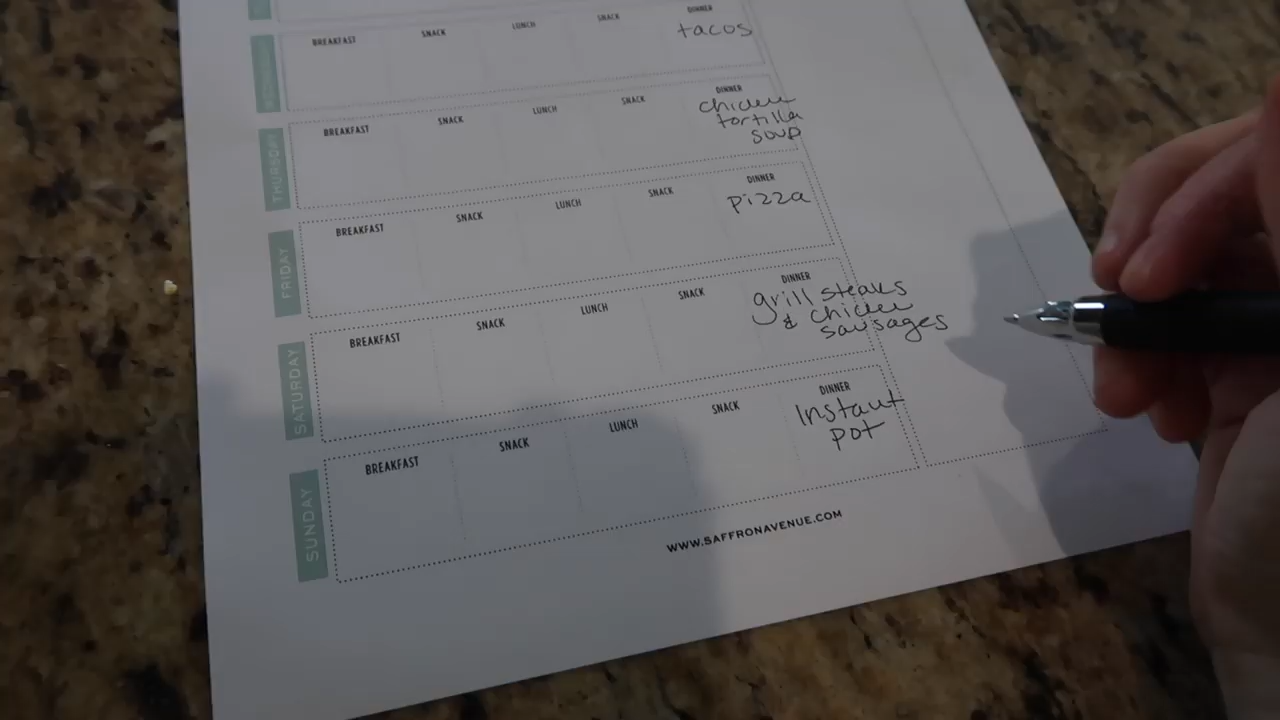 BREAKFAST SNACK LUNCH SNACK DINNER
tacos
THURSDAY
BREAKFAST SNACK LUNCH SNACK DINNER
chicken
tortilla
soup
FRIDAY
BREAKFAST SNACK LUNCH SNACK DINNER
pizza
SATURDAY
BREAKFAST SNACK LUNCH SNACK DINNER
grill steaks
& chicken
sausages
SUNDAY
BREAKFAST SNACK LUNCH SNACK DINNER
Instant
pot
WWW.SAFFRONAVENUE.COM